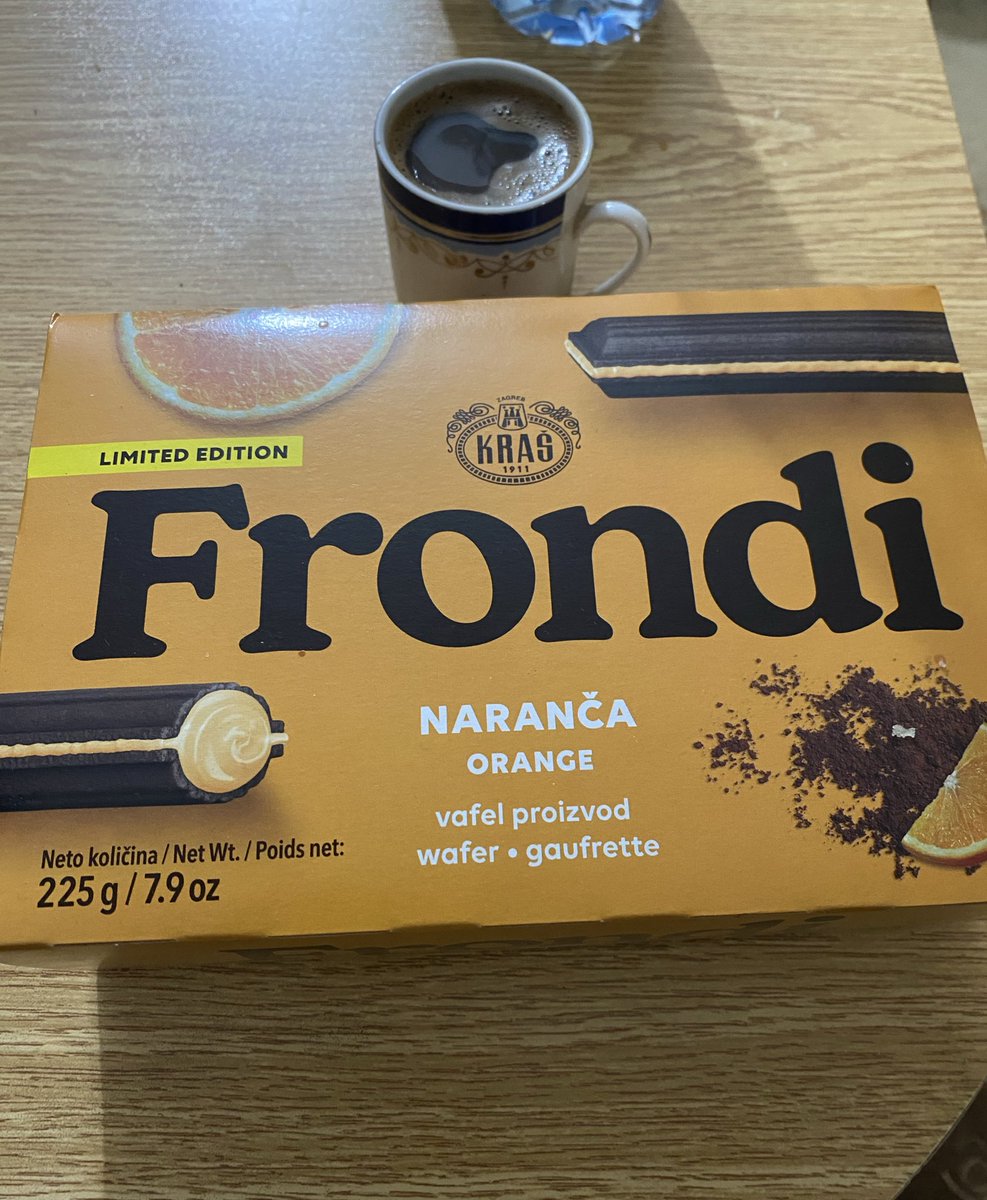 ZAGREB
KRAŠ
1911
LIMITED EDITION
Frondi
NARANČA
ORANGE
vafel proizvod
wafer • gaufrette
Neto količina / Net Wt. / Poids net:
225 g / 7.9 oz